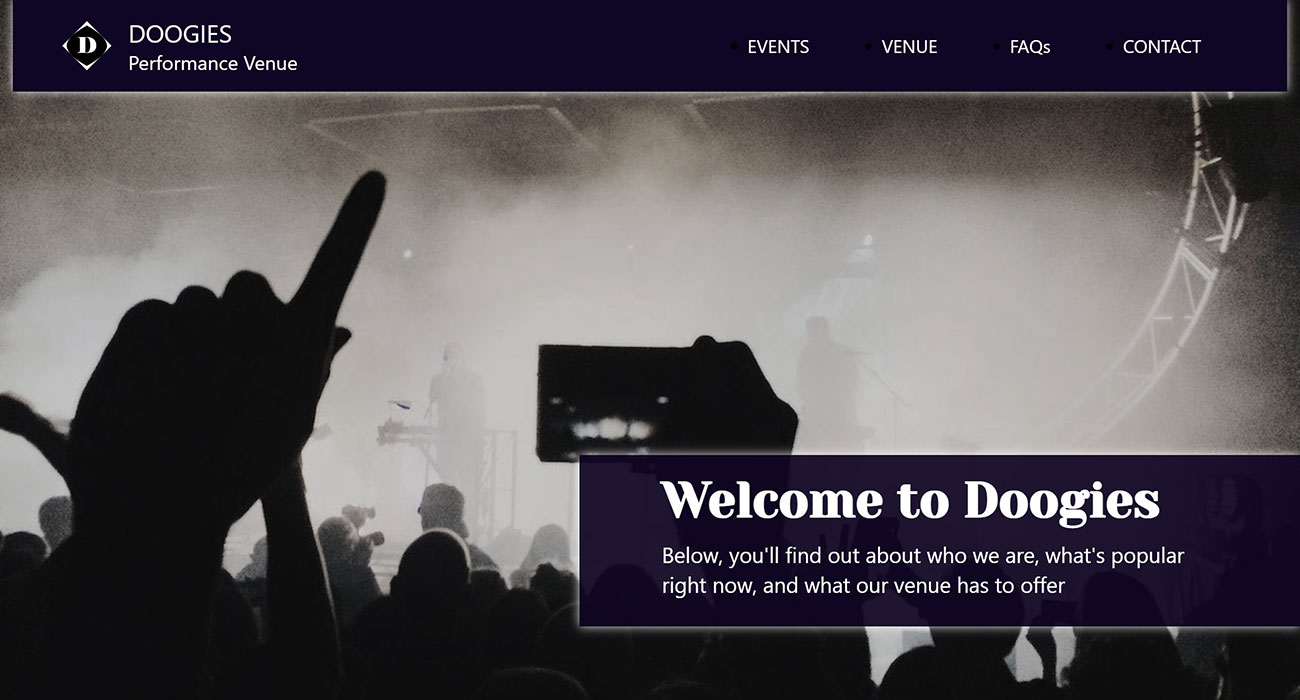 D
DOOGIES
Performance Venue
EVENTS
VENUE
FAQs
CONTACT
Welcome to Doogies
Below, you'll find out about who we are, what's popular
right now, and what our venue has to offer